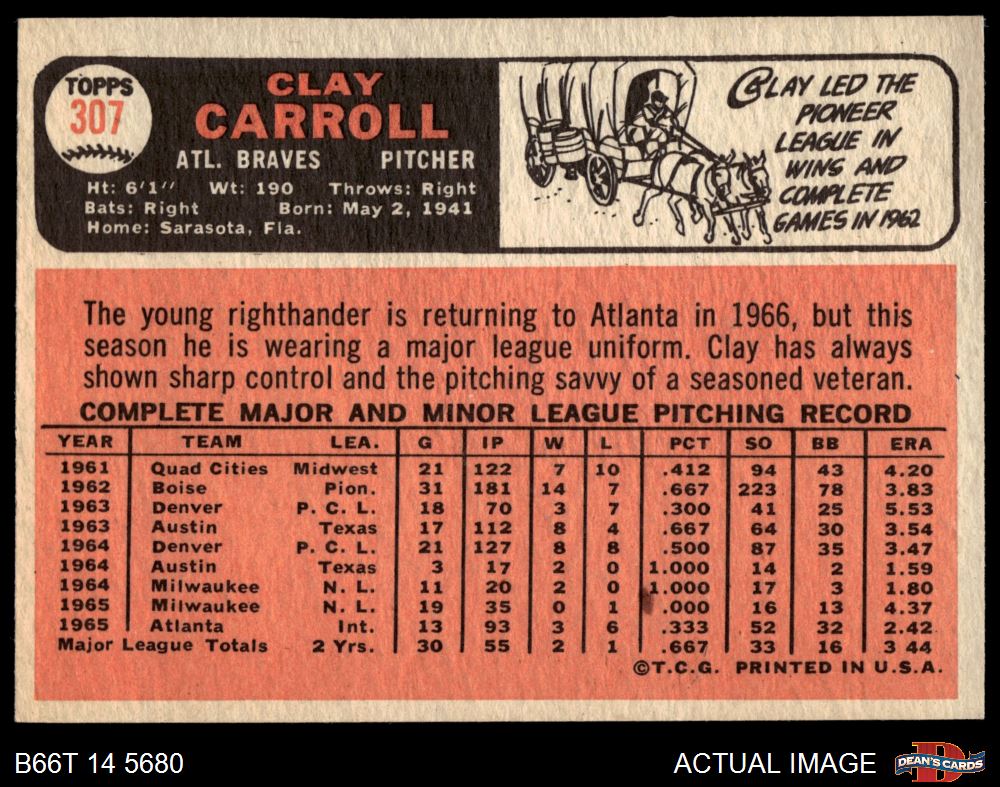 TOPPS
307
CLAY
CARROLL
ATL. BRAVES PITCHER
Ht: 6'1" Wt: 190 Throws: Right
Bats: Right Born: May 2, 1941
Home: Sarasota, Fla.
CLAY LED THE
PIONEER
LEAGUE IN
WINS AND
COMPLETE
GAMES IN 1962
The young righthander is returning to Atlanta in 1966, but this
season he is wearing a major league uniform. Clay has always
shown sharp control and the pitching savvy of a seasoned veteran.
COMPLETE MAJOR AND MINOR LEAGUE PITCHING RECORD
YEAR TEAM LEA. G IP W L PCT SO BB ERA
1961 Quad Cities Midwest 21 122 7 10 .412 94 43 4.20
1962 Boise Pion. 31 181 14 7 .667 223 78 3.83
1963 Denver P. C. L. 18 70 3 7 .300 41 25 5.53
1963 Austin Texas 17 112 8 4 .667 64 30 3.54
1964 Denver P. C. L. 21 127 8 8 .500 87 35 3.47
1964 Austin Texas 3 17 2 0 1.000 14 2 1.59
1964 Milwaukee N. L. 11 20 2 0 1.000 17 3 1.80
1965 Milwaukee N. L. 19 35 0 1 .000 16 13 4.37
1965 Atlanta Int. 13 93 3 6 .333 52 32 2.42
Major League Totals 2 Yrs. 30 55 2 1 .667 33 16 3 44
©T.C.G. PRINTED IN U.S.A.
B66T 14 5680 ACTUAL IMAGE
DEAN'S CARDS